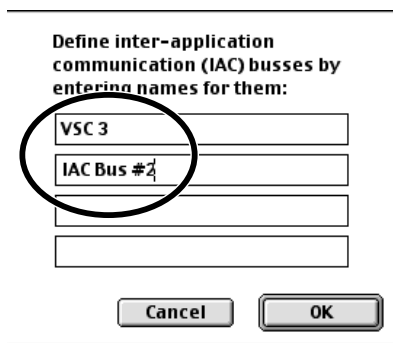 Define inter-application
communication (IAC) busses by
entering names for them:
VSC 3
IAC Bus #2
Cancel
OK